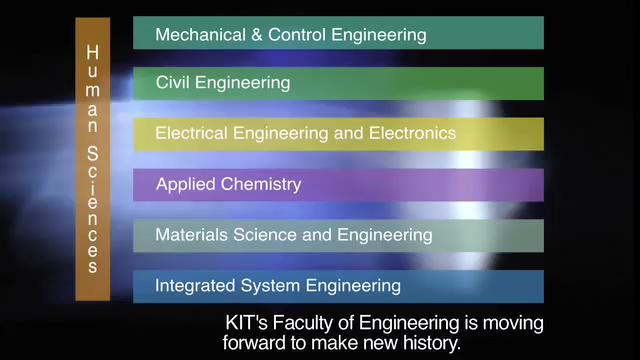 Human Sciences
Mechanical & Control Engineering
Civil Engineering
Electrical Engineering and Electronics
Applied Chemistry
Materials Science and Engineering
Integrated System Engineering
KIT's Faculty of Engineering is moving
forward to make new history.